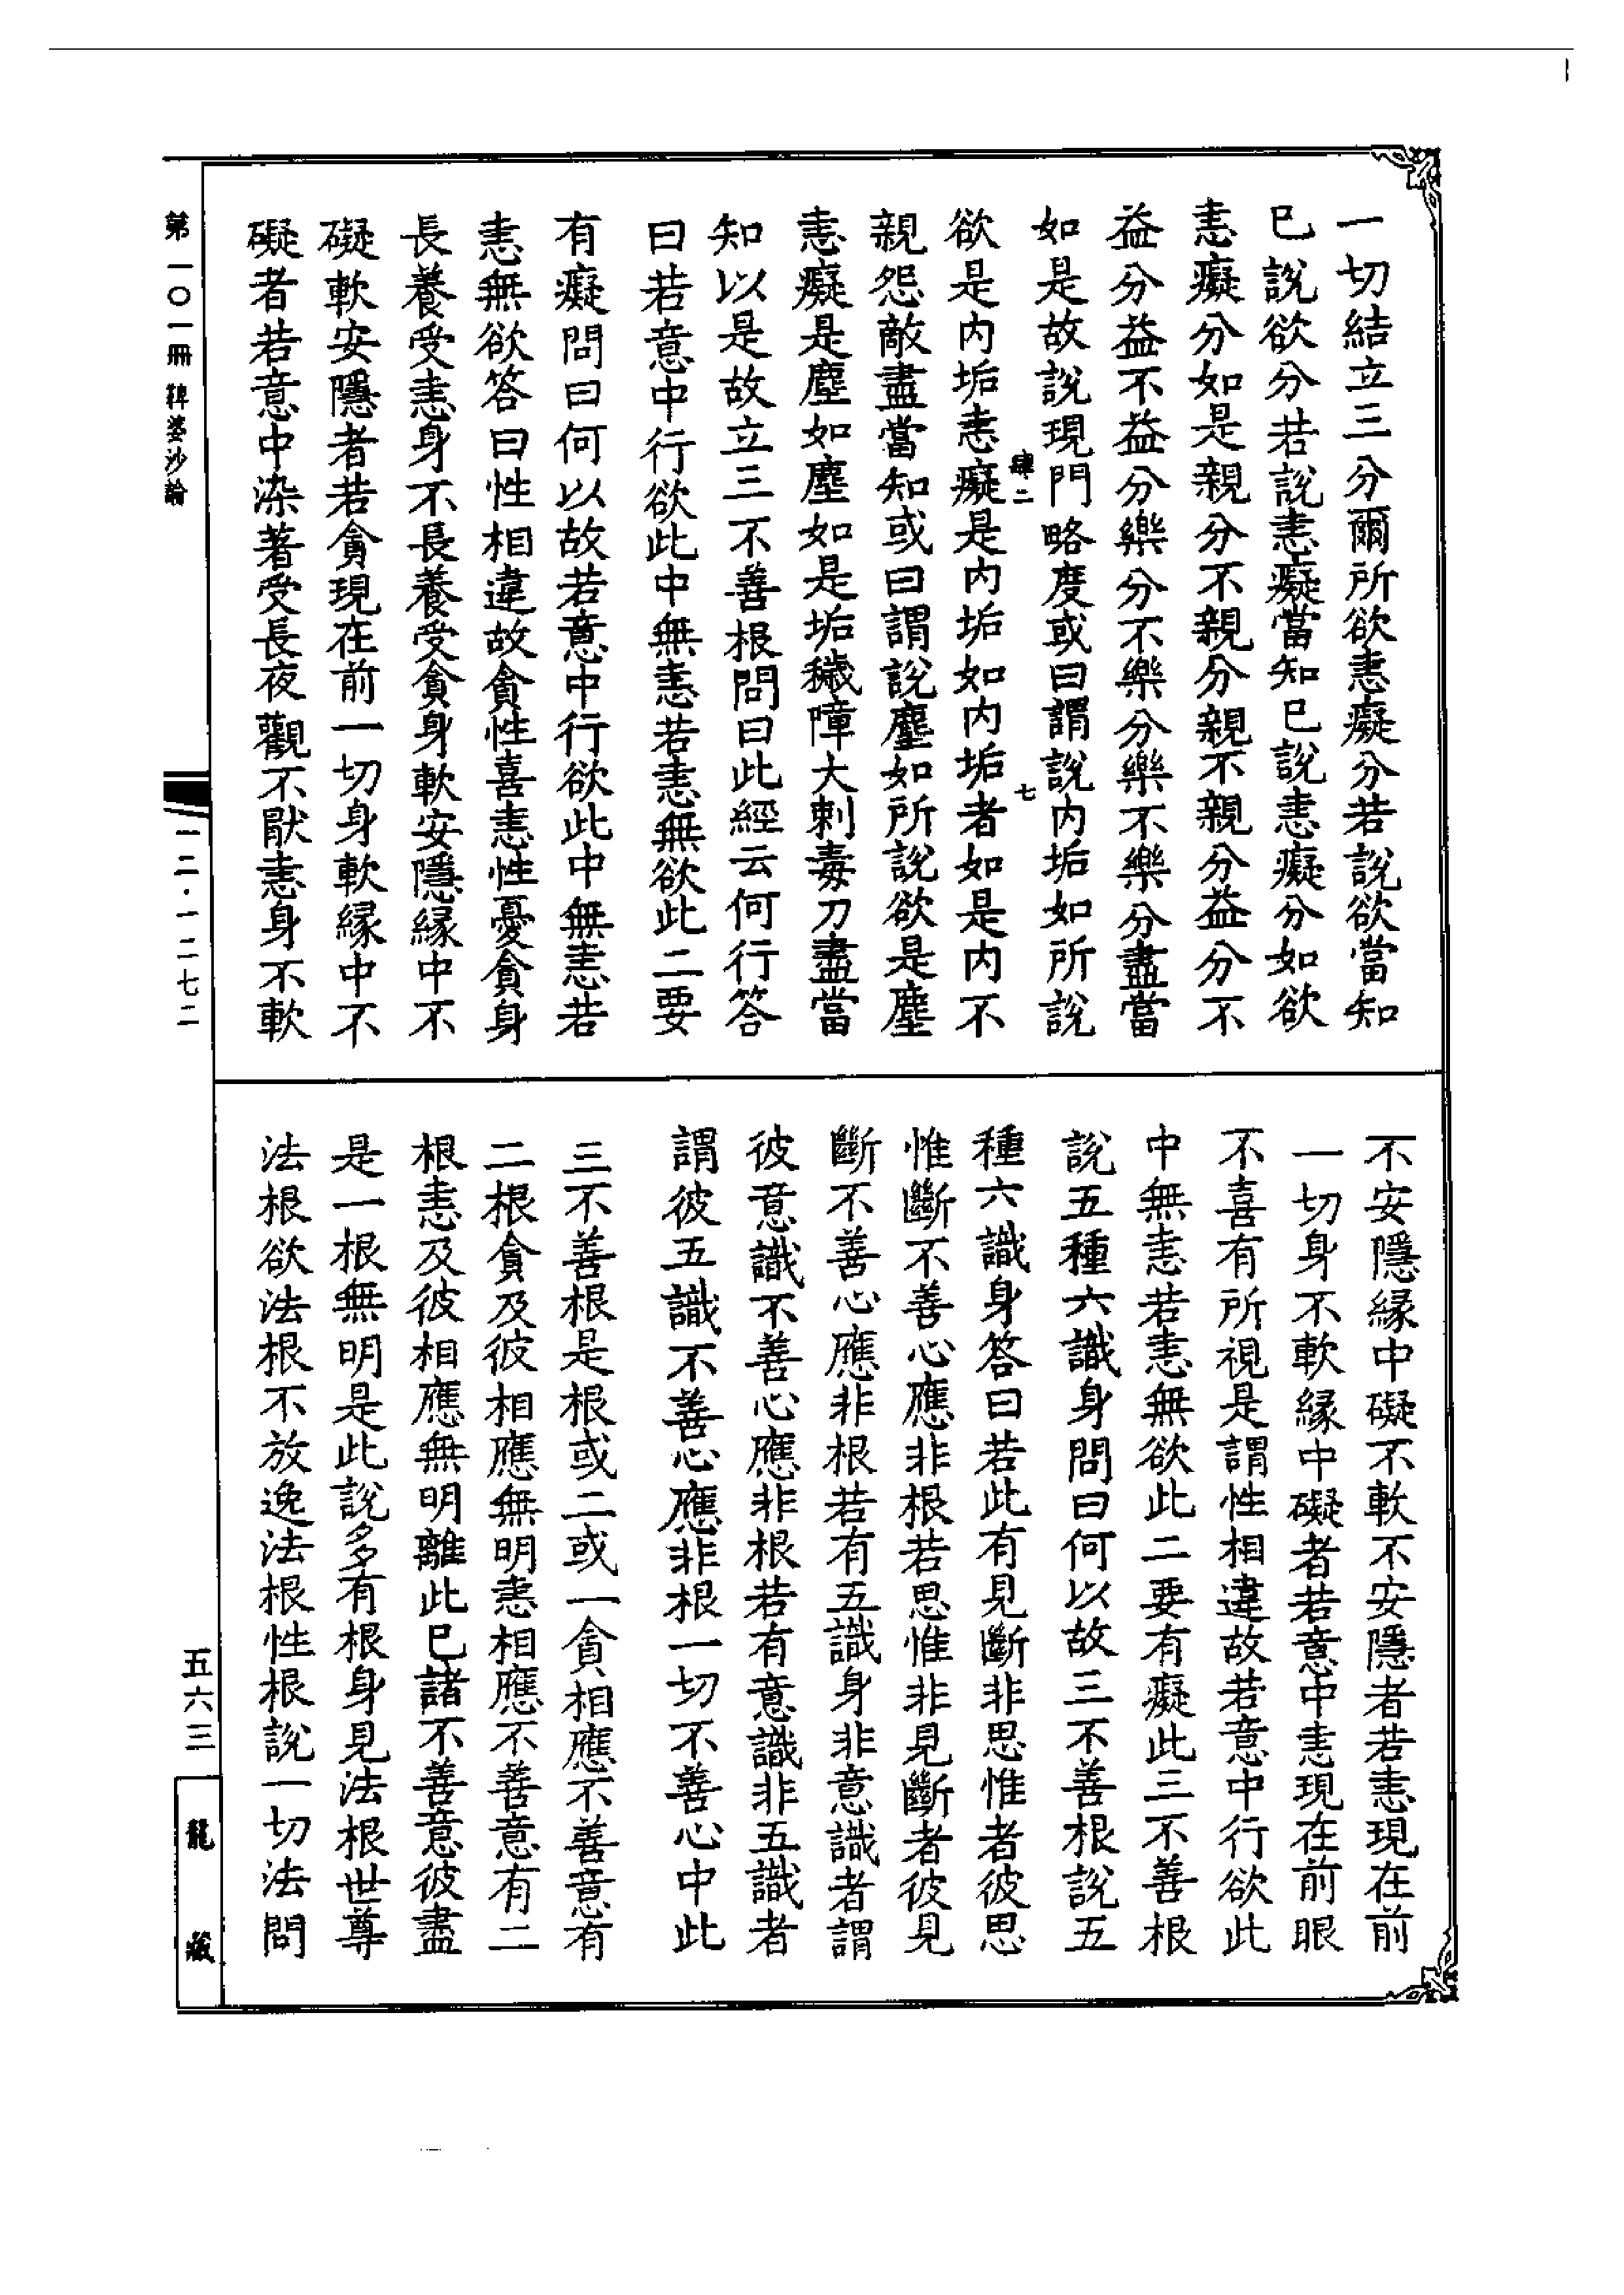 一切結立三分爾所欲恚癡分若說欲當知
已說欲分若說恚癡當知已說恚癡分如欲
恚癡分如是親分不親分親不親分益分不
益分益不益分樂分不樂分樂不樂分盡當
如是故說現門略度或曰謂說內垢如所說
肆二
七
欲是內垢恚癡是內垢如內垢者如是內不
親怨敵盡當知或曰謂說塵如所說欲是塵
恚癡是塵如塵如是垢穢障大刺毒刀盡當
知以是故立三不善根問曰此經云何行答
曰若意中行欲此中無恚若恚無欲此二要
有癡問曰何以故若意中行欲此中無恚若
恚無欲答曰性相違故貪性喜恚性憂貪身
長養受恚身不長養受貪身軟安隱緣中不
礙軟安隱者若貪現在前一切身軟緣中不
礙者若意中染著受長夜觀不厭恚身不軟
不安隱緣中礙不軟不安隱者若恚現在前
一切身不軟緣中礙者若意中恚現在前眼
不喜有所視是謂性相違故若意中行欲此
中無恚若恚無欲此二要有癡此三不善根
說五種六識身問曰何以故三不善根說五
種六識身答曰若此有見斷非思惟者彼思
惟斷不善心應非根若思惟非見斷者彼見
斷不善心應非根若有五識身非意識者謂
彼意識不善心應非根若有意識非五識者
謂彼五識不善心應非根一切不善心中此
三不善根是根或二或一貪相應不善意有
二根貪及彼相應無明恚相應不善意有二
根恚及彼相應無明離此已諸不善意彼盡
是一根無明是此說多有根身見法根世尊
法根欲法根不放逸法根性根說一切法問
第一〇一冊 鞞婆沙論
一二·一二七二
五六三
龍藏